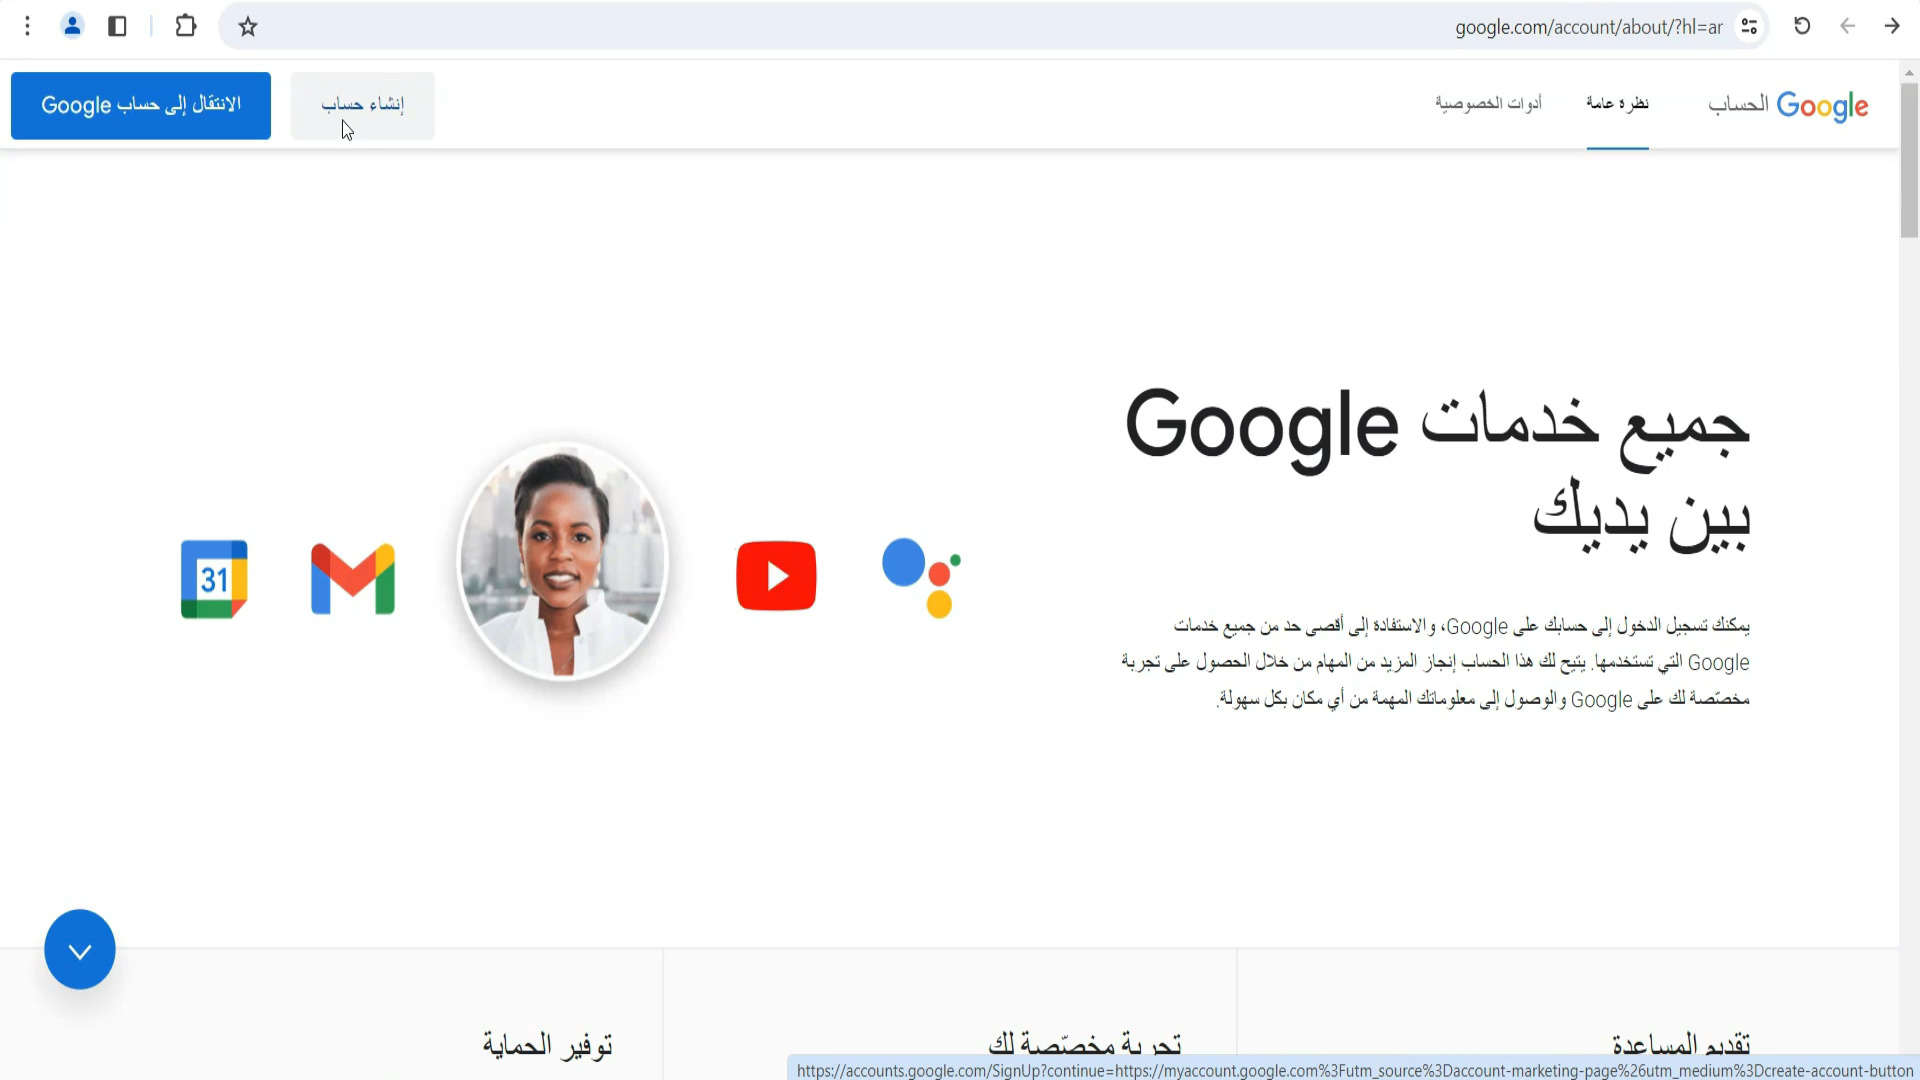 google.com/account/about/?hl=ar
Google الحساب
نظرة عامة
أدوات الخصوصية
إنشاء حساب
الانتقال إلى حساب Google
جميع خدمات Google
بين يديك
يمكنك تسجيل الدخول إلى حسابك على Google، والاستفادة إلى أقصى حد من جميع خدمات
Google التي تستخدمها. يتيح لك هذا الحساب إنجاز المزيد من المهام من خلال الحصول على تجربة
مخصّصة لك على Google والوصول إلى معلوماتك المهمة من أي مكان بكل سهولة.
31
تقديم المساعدة
تجربة مخصّصة لك
توفير الحماية
https://accounts.google.com/SignUp?continue=https://myaccount.google.com%3Futm_source%3Daccount-marketing-page%26utm_medium%3Dcreate-account-button